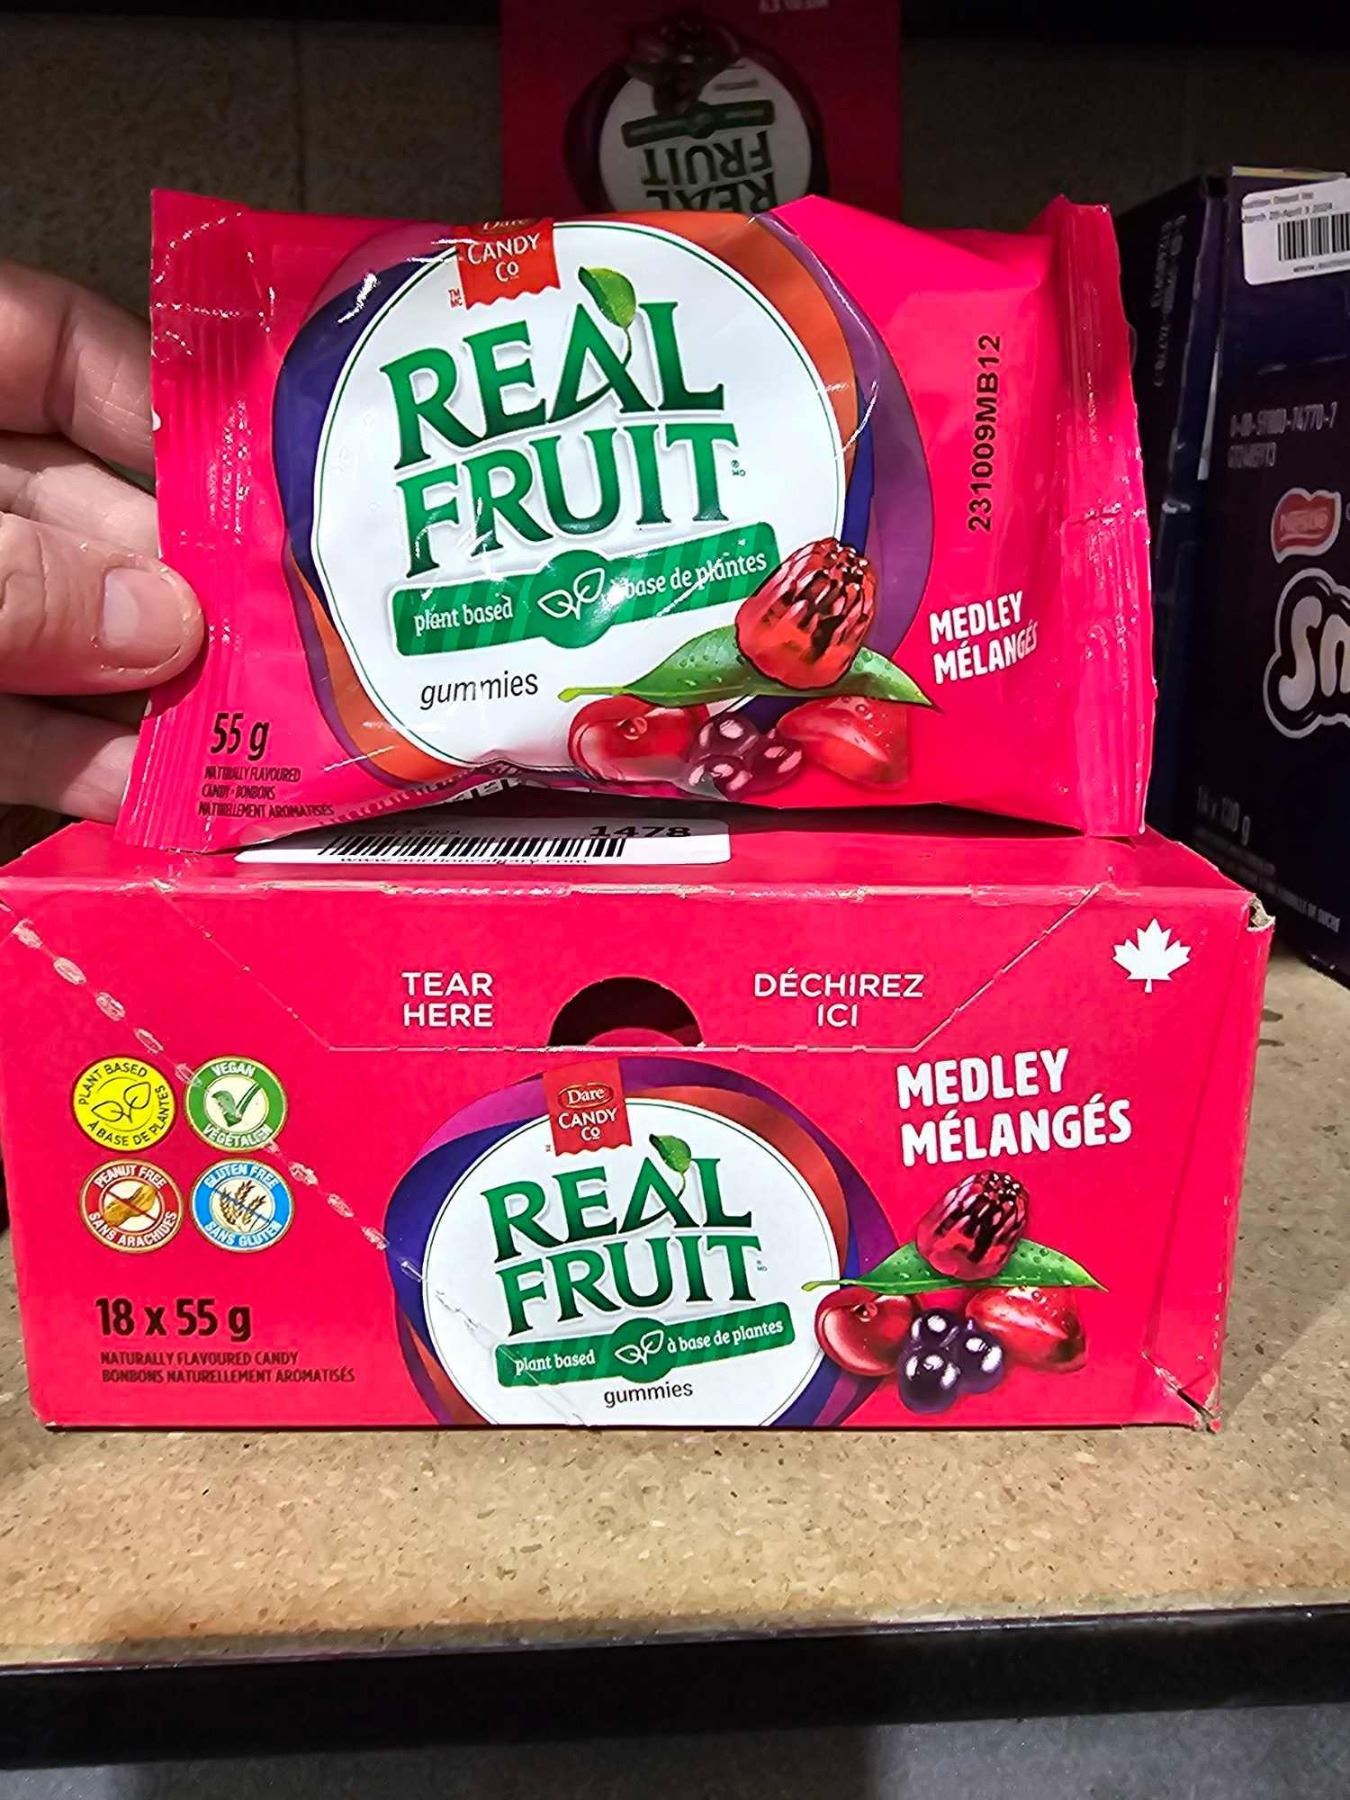 REAL
FRUIT
Dare
CANDY
Co
REAL
FRUIT
plant based
à base de plantes
gummies
55 g
NATURALLY FLAVOURED
CANDY • BONBONS
NATURELLEMENT AROMATISÉS
231009MB12
MEDLEY
MÉLANGÉS
1478
TEAR
HERE
DÉCHIREZ
ICI
PLANT BASED
À BASE DE PLANTES
VEGAN
VÉGÉTALIEN
PEANUT FREE
SANS ARACHIDES
GLUTEN FREE
SANS GLUTEN
18 x 55 g
NATURALLY FLAVOURED CANDY
BONBONS NATURELLEMENT AROMATISÉS
Dare
CANDY
Co
REAL
FRUIT
plant based
à base de plantes
gummies
MEDLEY
MÉLANGÉS
Sm